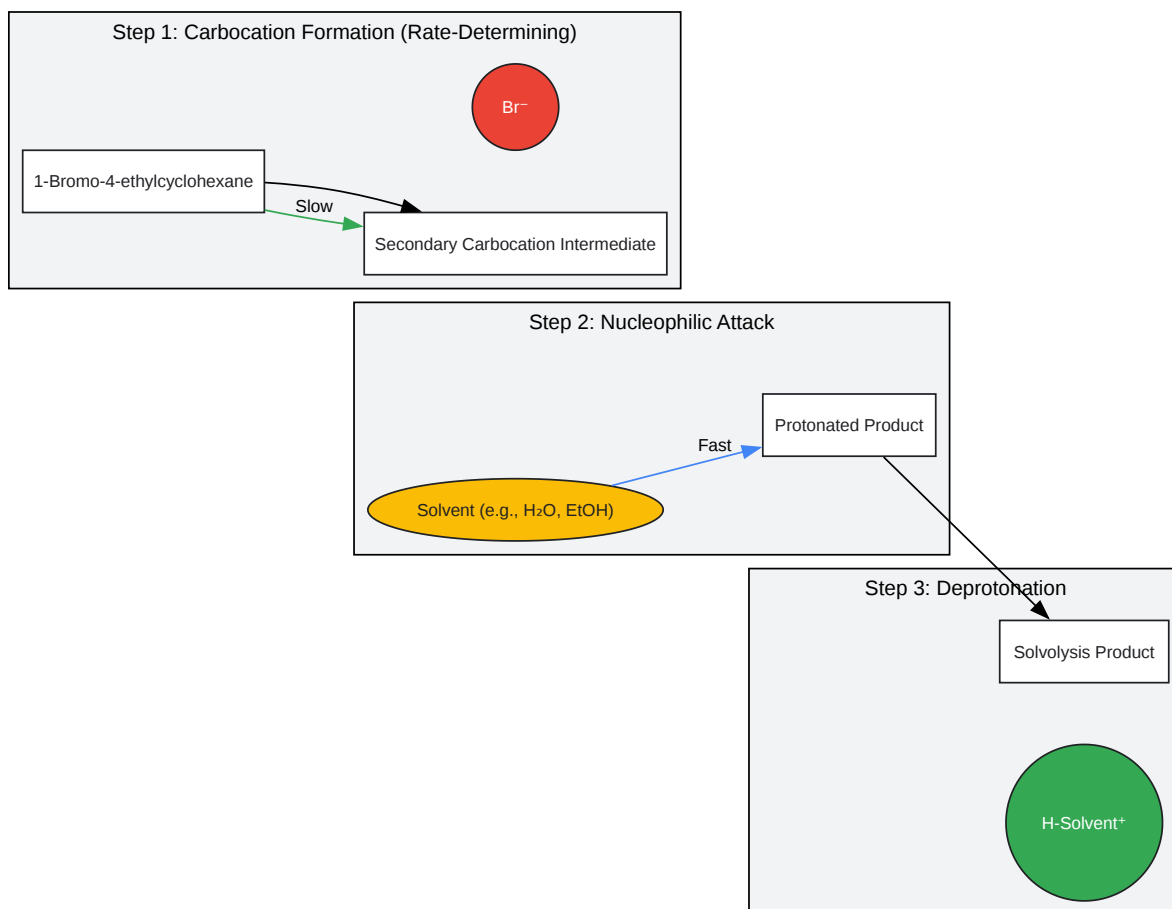 Step 1: Carbocation Formation (Rate-Determining)
Br⁻
1-Bromo-4-ethylcyclohexane
Slow
Secondary Carbocation Intermediate
Step 2: Nucleophilic Attack
Protonated Product
Fast
Solvent (e.g., H₂O, EtOH)
Step 3: Deprotonation
Solvolysis Product
H-Solvent⁺